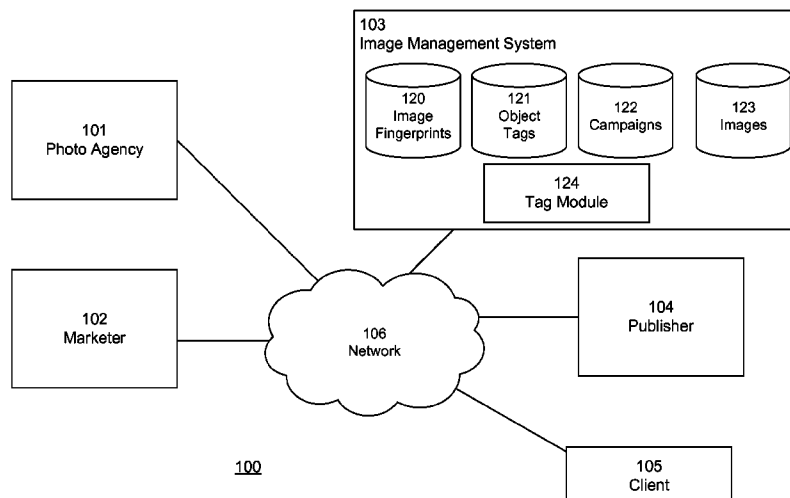 103
Image Management System
120
Image
Fingerprints
121
Object
Tags
122
Campaigns
123
Images
124
Tag Module
101
Photo Agency
102
Marketer
106
Network
104
Publisher
105
Client
100